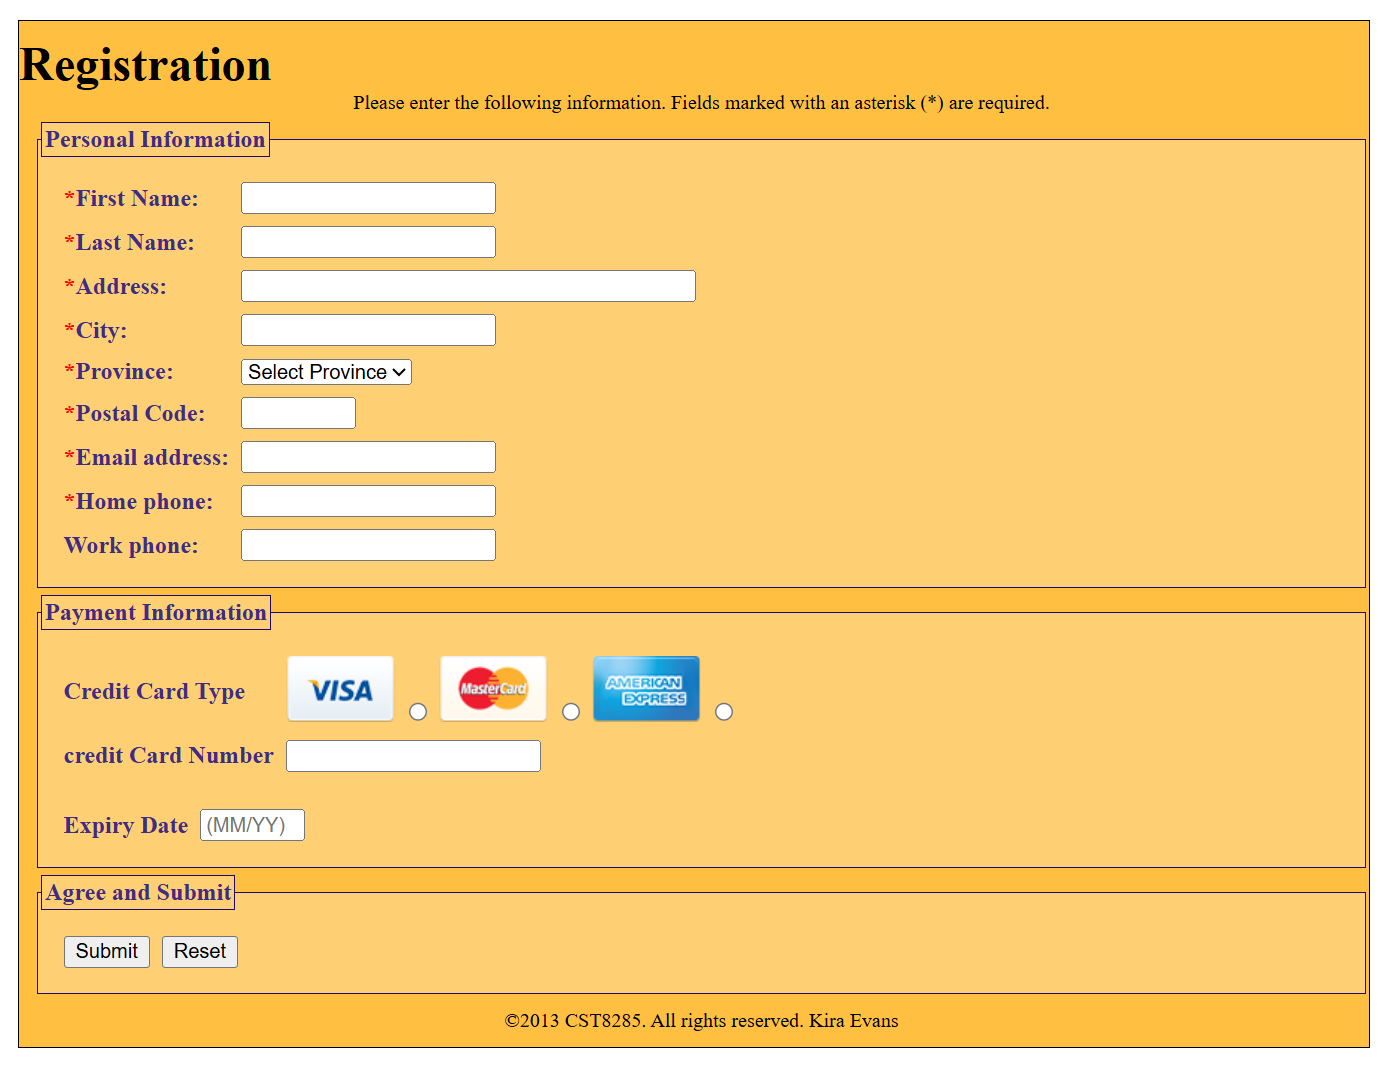 Registration
Please enter the following information. Fields marked with an asterisk (*) are required.
Personal Information
*First Name:
*Last Name:
*Address:
*City:
*Province: Select Province
*Postal Code:
*Email address:
*Home phone:
Work phone:
Payment Information
Credit Card Type VISA MasterCard AMERICAN EXPRESS
credit Card Number
Expiry Date (MM/YY)
Agree and Submit
Submit Reset
©2013 CST8285. All rights reserved. Kira Evans